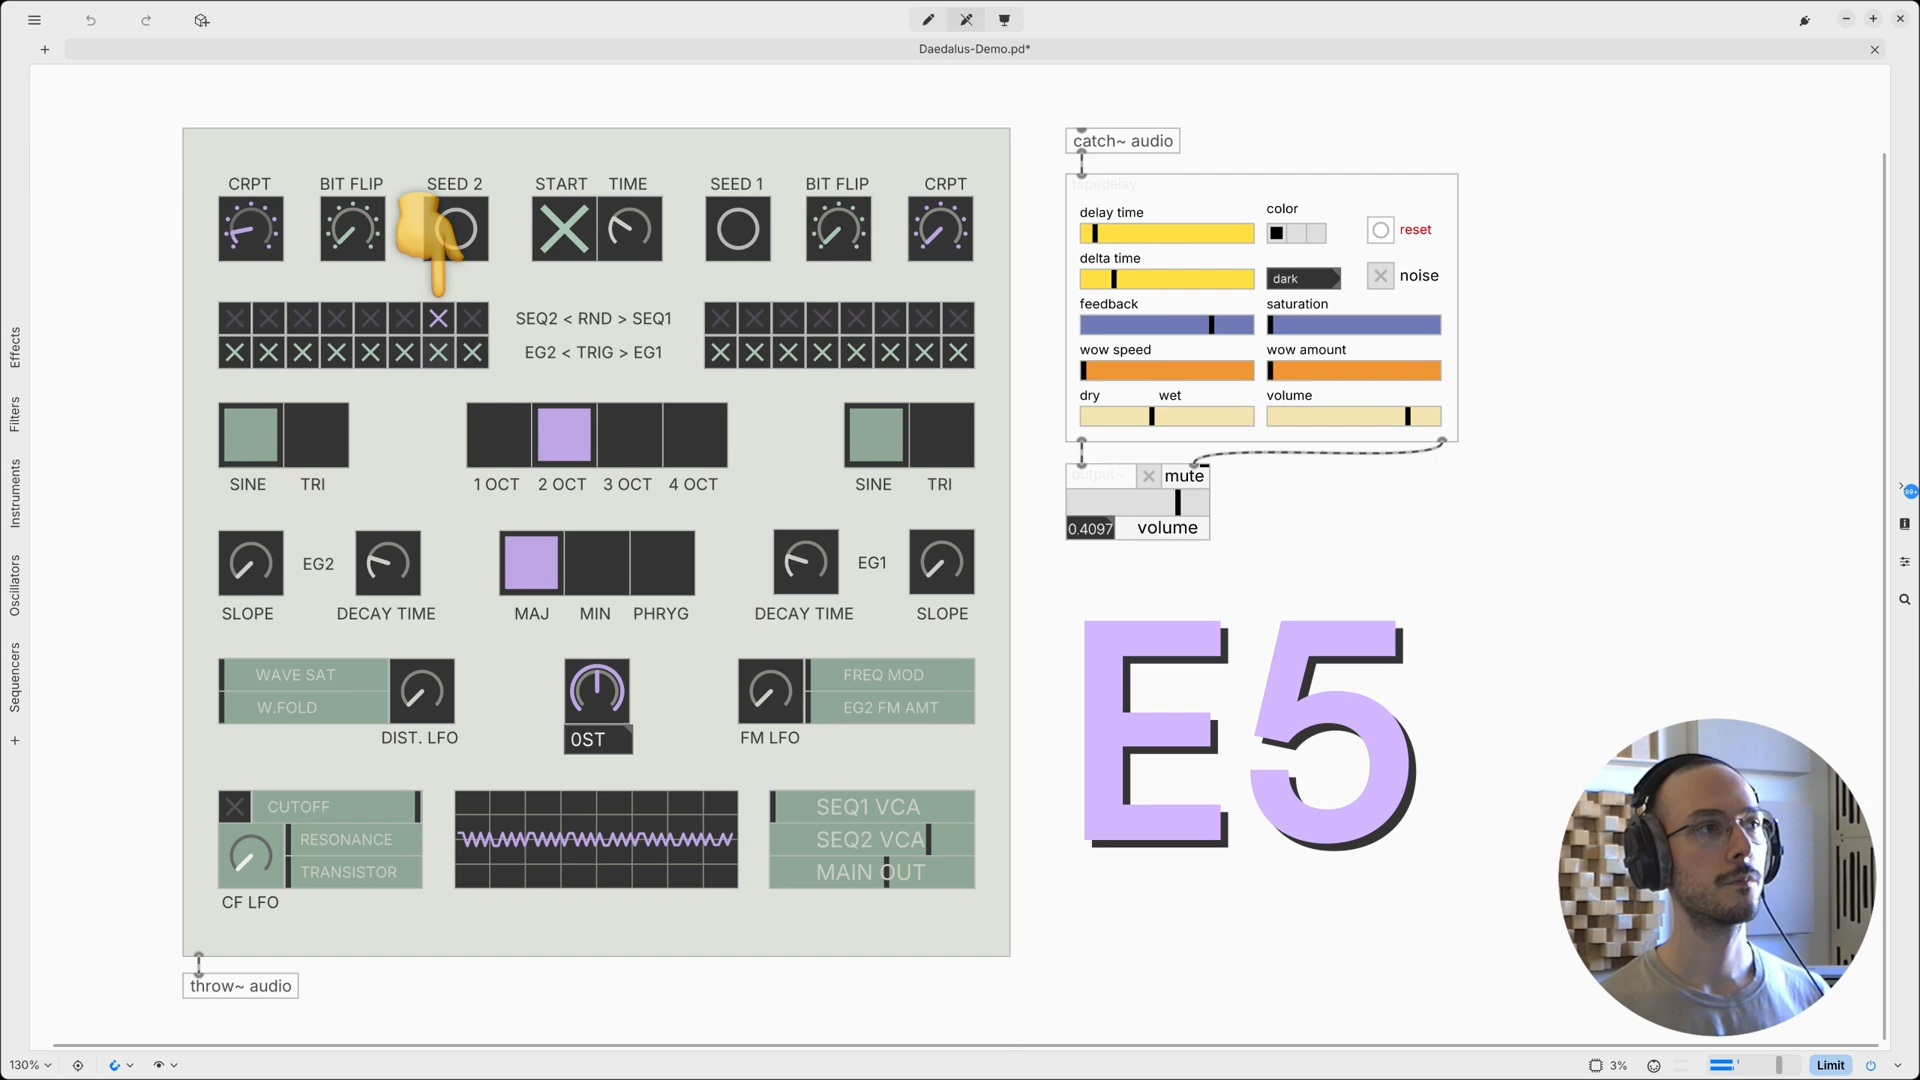 Daedalus-Demo.pd*
CRPT BIT FLIP SEED 2 START TIME SEED 1 BIT FLIP CRPT
SEQ2 < RND > SEQ1
EG2 < TRIG > EG1
SINE TRI 1 OCT 2 OCT 3 OCT 4 OCT SINE TRI
EG2 EG1
SLOPE DECAY TIME MAJ MIN PHRYG DECAY TIME SLOPE
WAVE SAT FREQ MOD
W.FOLD EG2 FM AMT
DIST. LFO 0ST FM LFO
CUTOFF SEQ1 VCA
RESONANCE SEQ2 VCA
TRANSISTOR MAIN OUT
CF LFO
throw~ audio
catch~ audio
tapedelay
delay time color reset
delta time dark noise
feedback saturation
wow speed wow amount
dry wet volume
output~ mute
0.4097 volume
E5
Effects
Filters
Instruments
Oscillators
Sequencers
99+
130% 3% Limit